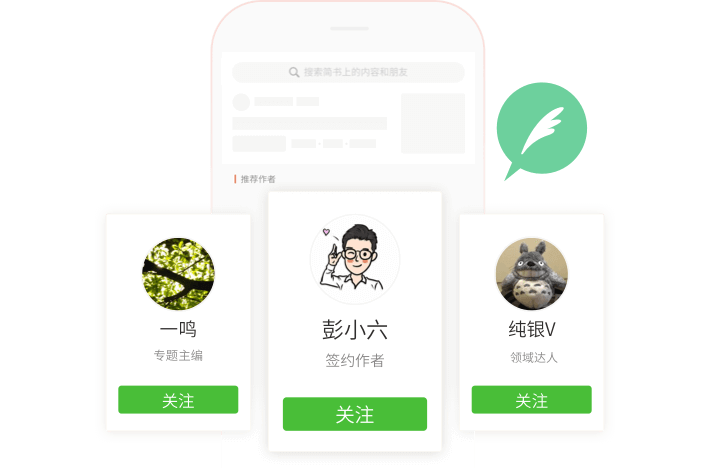 搜索简书上的内容和朋友
推荐作者
一鸣
专题主编
关注
彭小六
签约作者
关注
纯银V
领域达人
关注